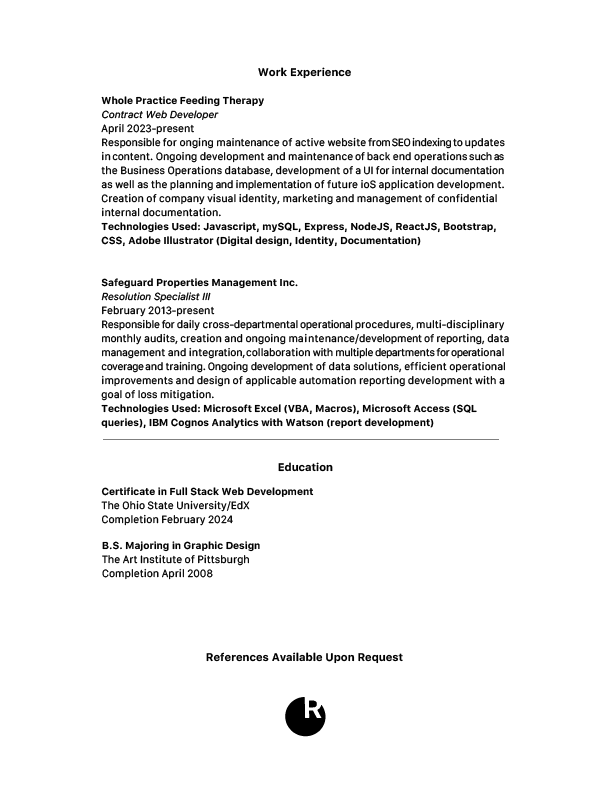 Work Experience
Whole Practice Feeding Therapy
Contract Web Developer
April 2023-present
Responsible for onging maintenance of active website from SEO indexing to updates
in content. Ongoing development and maintenance of back end operations such as
the Business Operations database, development of a UI for internal documentation
as well as the planning and implementation of future ioS application development.
Creation of company visual identity, marketing and management of confidential
internal documentation.
Technologies Used: Javascript, mySQL, Express, NodeJS, ReactJS, Bootstrap,
CSS, Adobe Illustrator (Digital design, Identity, Documentation)
Safeguard Properties Management Inc.
Resolution Specialist III
February 2013-present
Responsible for daily cross-departmental operational procedures, multi-disciplinary
monthly audits, creation and ongoing maintenance/development of reporting, data
management and integration, collaboration with multiple departments for operational
coverage and training. Ongoing development of data solutions, efficient operational
improvements and design of applicable automation reporting development with a
goal of loss mitigation.
Technologies Used: Microsoft Excel (VBA, Macros), Microsoft Access (SQL
queries), IBM Cognos Analytics with Watson (report development)
Education
Certificate in Full Stack Web Development
The Ohio State University/EdX
Completion February 2024
B.S. Majoring in Graphic Design
The Art Institute of Pittsburgh
Completion April 2008
References Available Upon Request
R